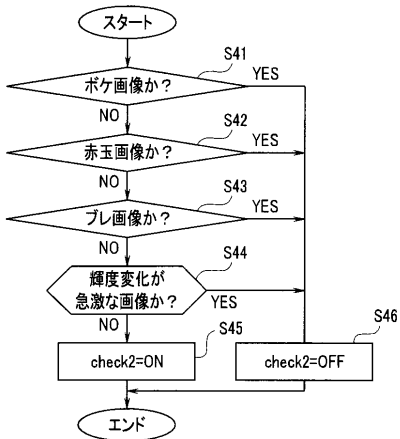 スタート
S41
ボケ画像か？
YES
NO
S42
赤玉画像か？
YES
NO
S43
ブレ画像か？
YES
NO
S44
輝度変化が
急激な画像か？
YES
NO
S45
check2=ON
S46
check2=OFF
エンド